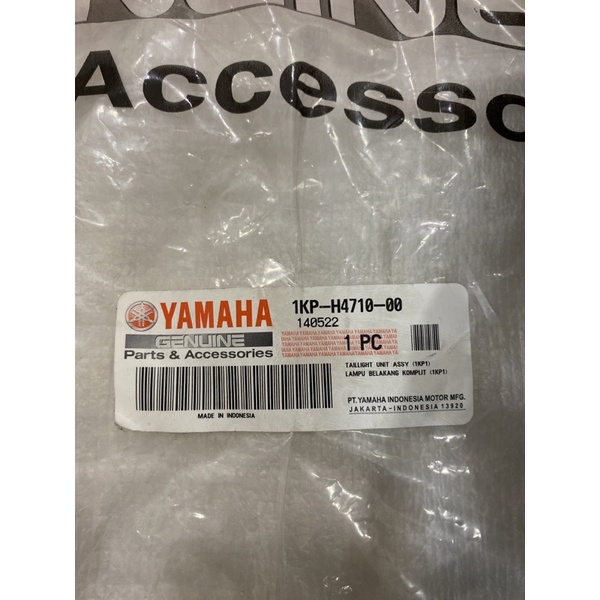 GENUINE
Accesso
YAMAHA
GENUINE
Parts & Accessories
1KP-H4710-00
140522
1 PC
TAILLIGHT UNIT ASSY (1KP1)
LAMPU BELAKANG KOMPLIT (1KP1)
MADE IN INDONESIA
PT. YAMAHA INDONESIA MOTOR MFG.
JAKARTA-INDONESIA 13920